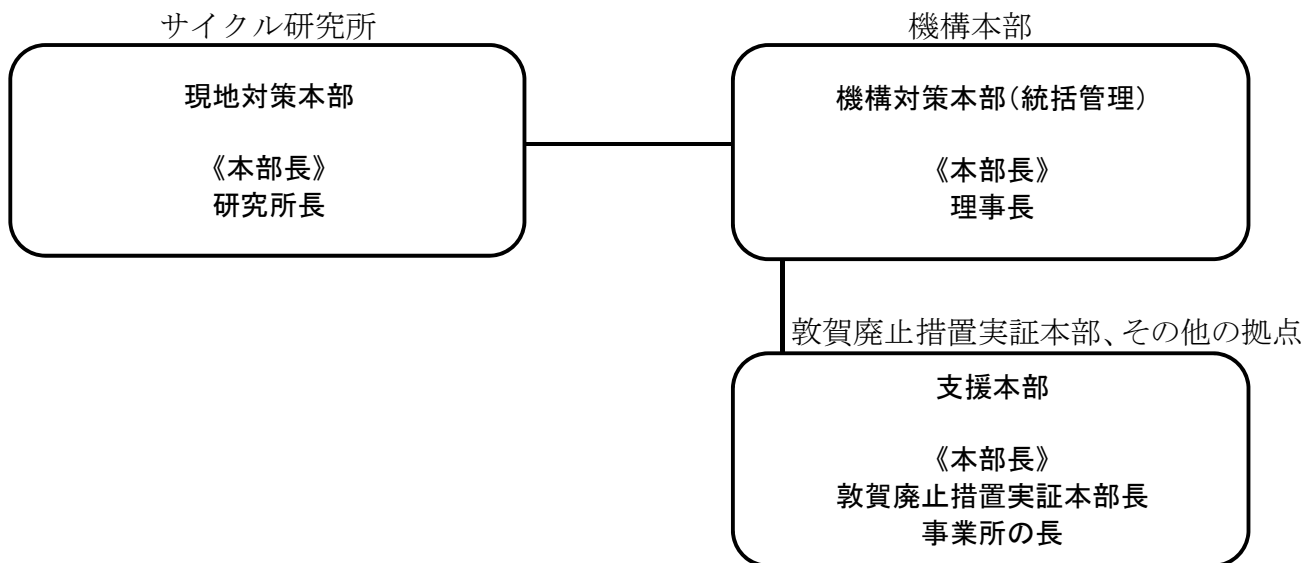 サイクル研究所
現地対策本部
《本部長》
研究所長
機構本部
機構対策本部(統括管理)
《本部長》
理事長
敦賀廃止措置実証本部、その他の拠点
支援本部
《本部長》
敦賀廃止措置実証本部長
事業所の長